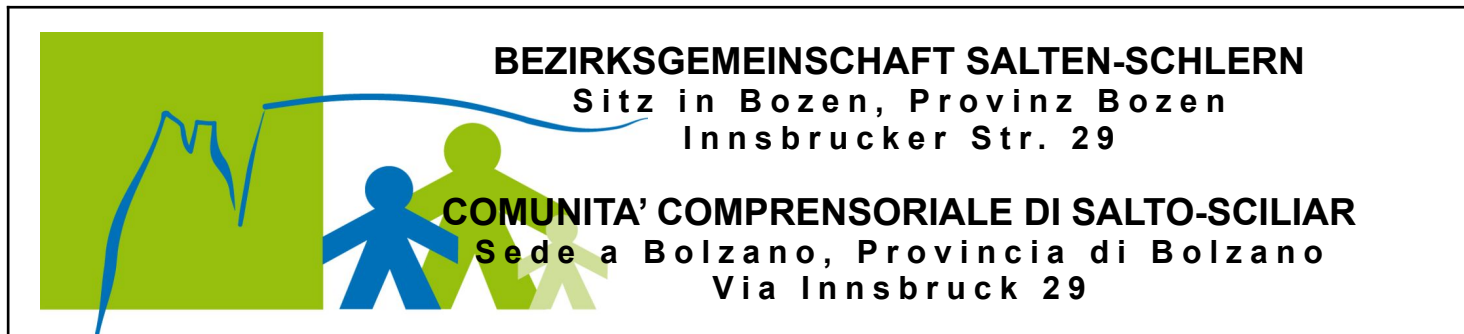 BEZIRKSGEMEINSCHAFT SALTEN-SCHLERN
Sitz in Bozen, Provinz Bozen
Innsbrucker Str. 29
COMUNITA’ COMPRENSORIALE DI SALTO-SCILIAR
Sede a Bolzano, Provincia di Bolzano
Via Innsbruck 29